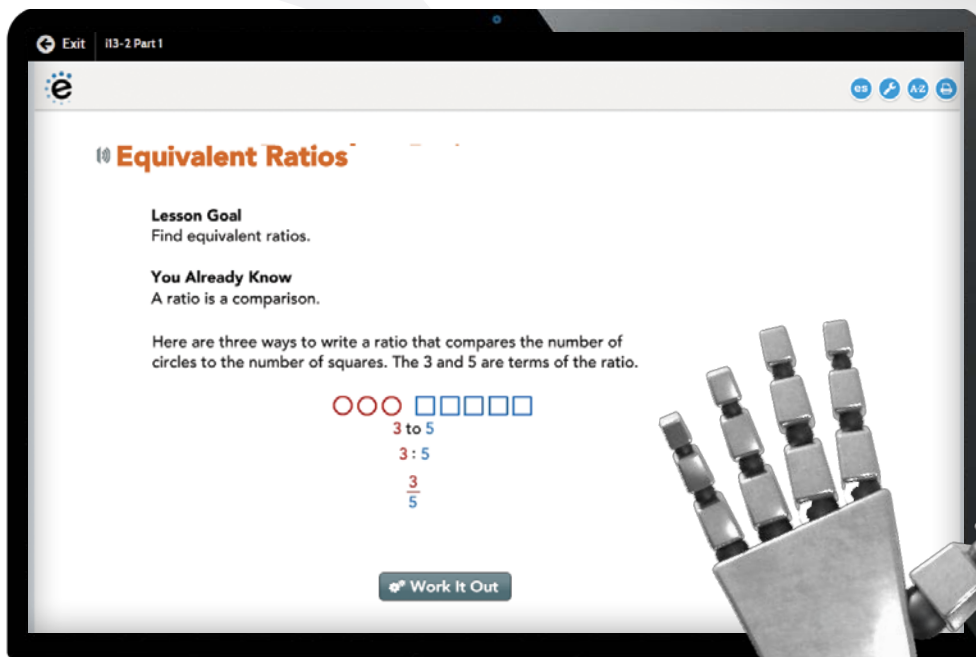 Exit i13-2 Part 1
e
es A-Z
Equivalent Ratios
Lesson Goal
Find equivalent ratios.
You Already Know
A ratio is a comparison.
Here are three ways to write a ratio that compares the number of
circles to the number of squares. The 3 and 5 are terms of the ratio.
3 to 5
3 : 5
3
5
Work It Out